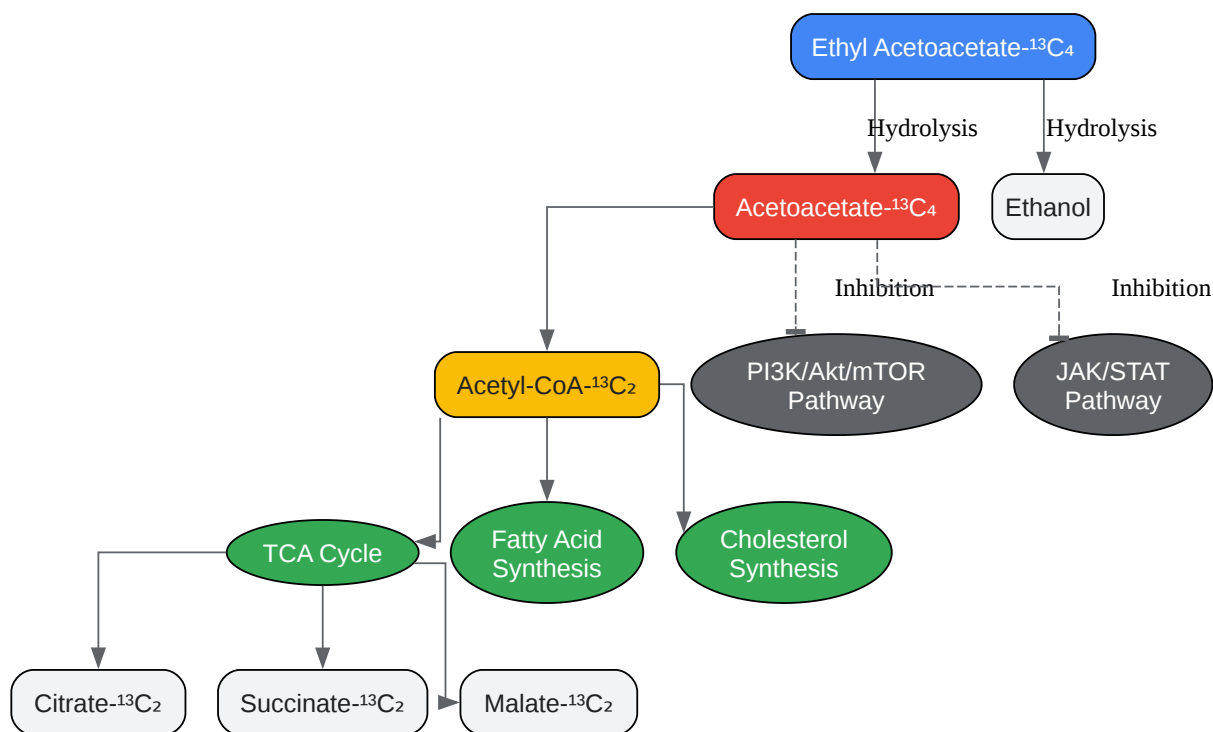 Ethyl Acetoacetate-¹³C₄
Hydrolysis
Hydrolysis
Acetoacetate-¹³C₄
Ethanol
Inhibition
Inhibition
Acetyl-CoA-¹³C₂
PI3K/Akt/mTOR
Pathway
JAK/STAT
Pathway
TCA Cycle
Fatty Acid
Synthesis
Cholesterol
Synthesis
Citrate-¹³C₂
Succinate-¹³C₂
Malate-¹³C₂